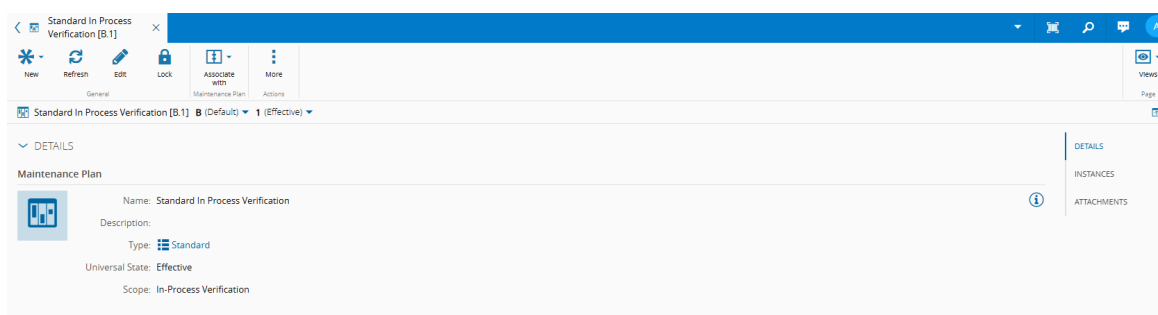 Standard In Process
Verification [B.1]
New
Refresh
Edit
Lock
Associate
with
More
Views
General
Maintenance Plan
Actions
Page
Standard In Process Verification [B.1] B (Default) 1 (Effective)
DETAILS
Maintenance Plan
Name: Standard In Process Verification
Description:
Type: Standard
Universal State: Effective
Scope: In-Process Verification
DETAILS
INSTANCES
ATTACHMENTS